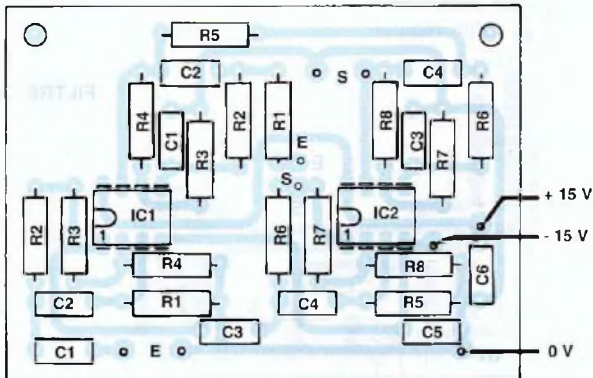 R5
C2
S
C4
FILTRE
R4
C1
R3
R2
R1
R8
C3
R7
R6
E
S
1
IC1
1
IC2
+ 15 V
- 15 V
R2
R3
R6
R7
R4
R8
C6
C2
R1
C4
R5
C3
C5
C1
E
0 V